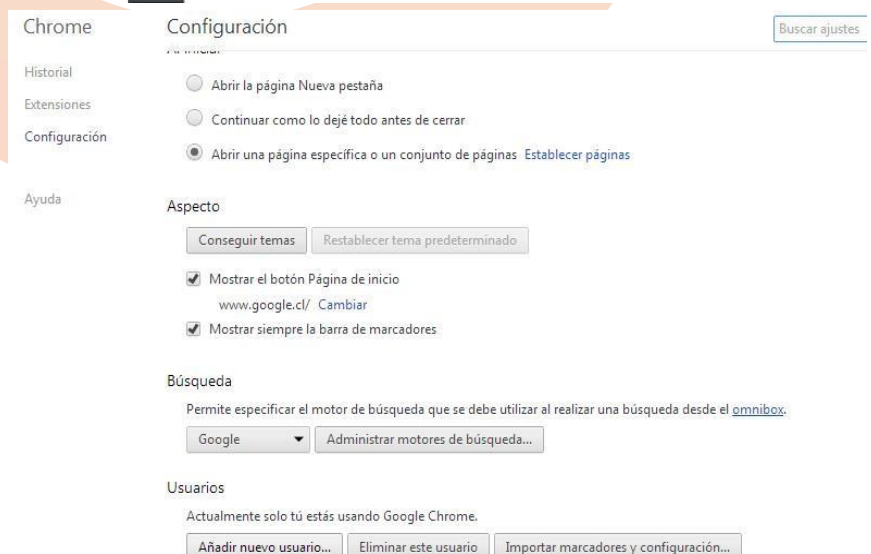 Chrome
Configuración
Buscar ajustes
Historial
Extensiones
Configuración
Ayuda
Abrir la página Nueva pestaña
Continuar como lo dejé todo antes de cerrar
Abrir una página específica o un conjunto de páginas Establecer páginas
Aspecto
Conseguir temas Restablecer tema predeterminado
Mostrar el botón Página de inicio
www.google.cl/ Cambiar
Mostrar siempre la barra de marcadores
Búsqueda
Permite especificar el motor de búsqueda que se debe utilizar al realizar una búsqueda desde el omnibox.
Google Administrar motores de búsqueda...
Usuarios
Actualmente solo tú estás usando Google Chrome.
Añadir nuevo usuario... Eliminar este usuario Importar marcadores y configuración...